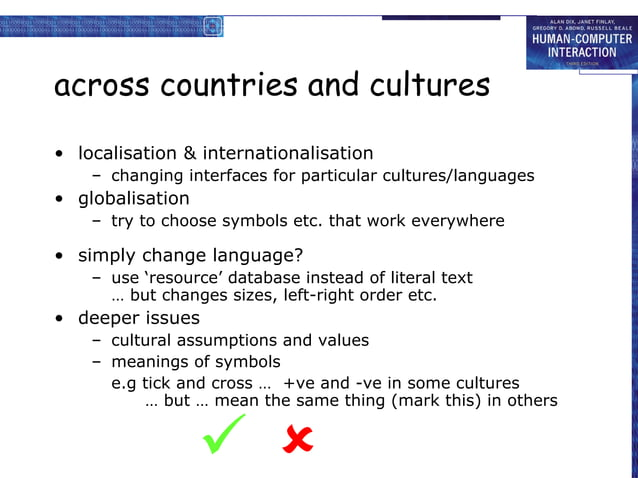 ALAN DIX, JANET FINLAY,
GREGORY D. ABOWD, RUSSELL BEALE
HUMAN-COMPUTER
INTERACTION
THIRD EDITION
across countries and cultures
• localisation & internationalisation
– changing interfaces for particular cultures/languages
• globalisation
– try to choose symbols etc. that work everywhere
• simply change language?
– use ‘resource’ database instead of literal text
… but changes sizes, left-right order etc.
• deeper issues
– cultural assumptions and values
– meanings of symbols
e.g tick and cross … +ve and -ve in some cultures
… but … mean the same thing (mark this) in others
✓ ✗